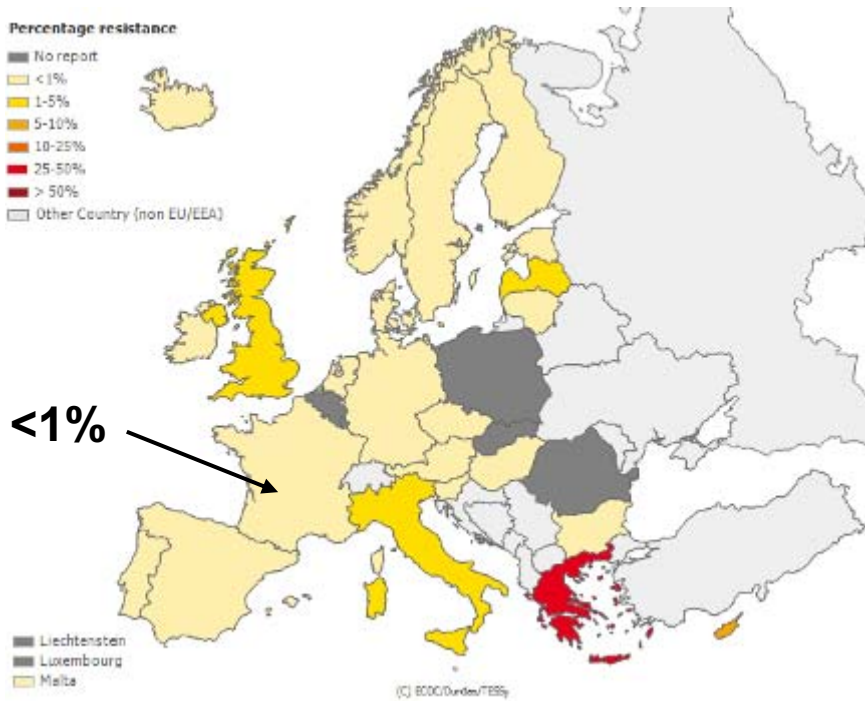 Percentage resistance
No report
<1%
1-5%
5-10%
10-25%
25-50%
> 50%
Other Country (non EU/EEA)
<1%
Liechtenstein
Luxembourg
Malta
(C) ECDC/Dundas/TESSy